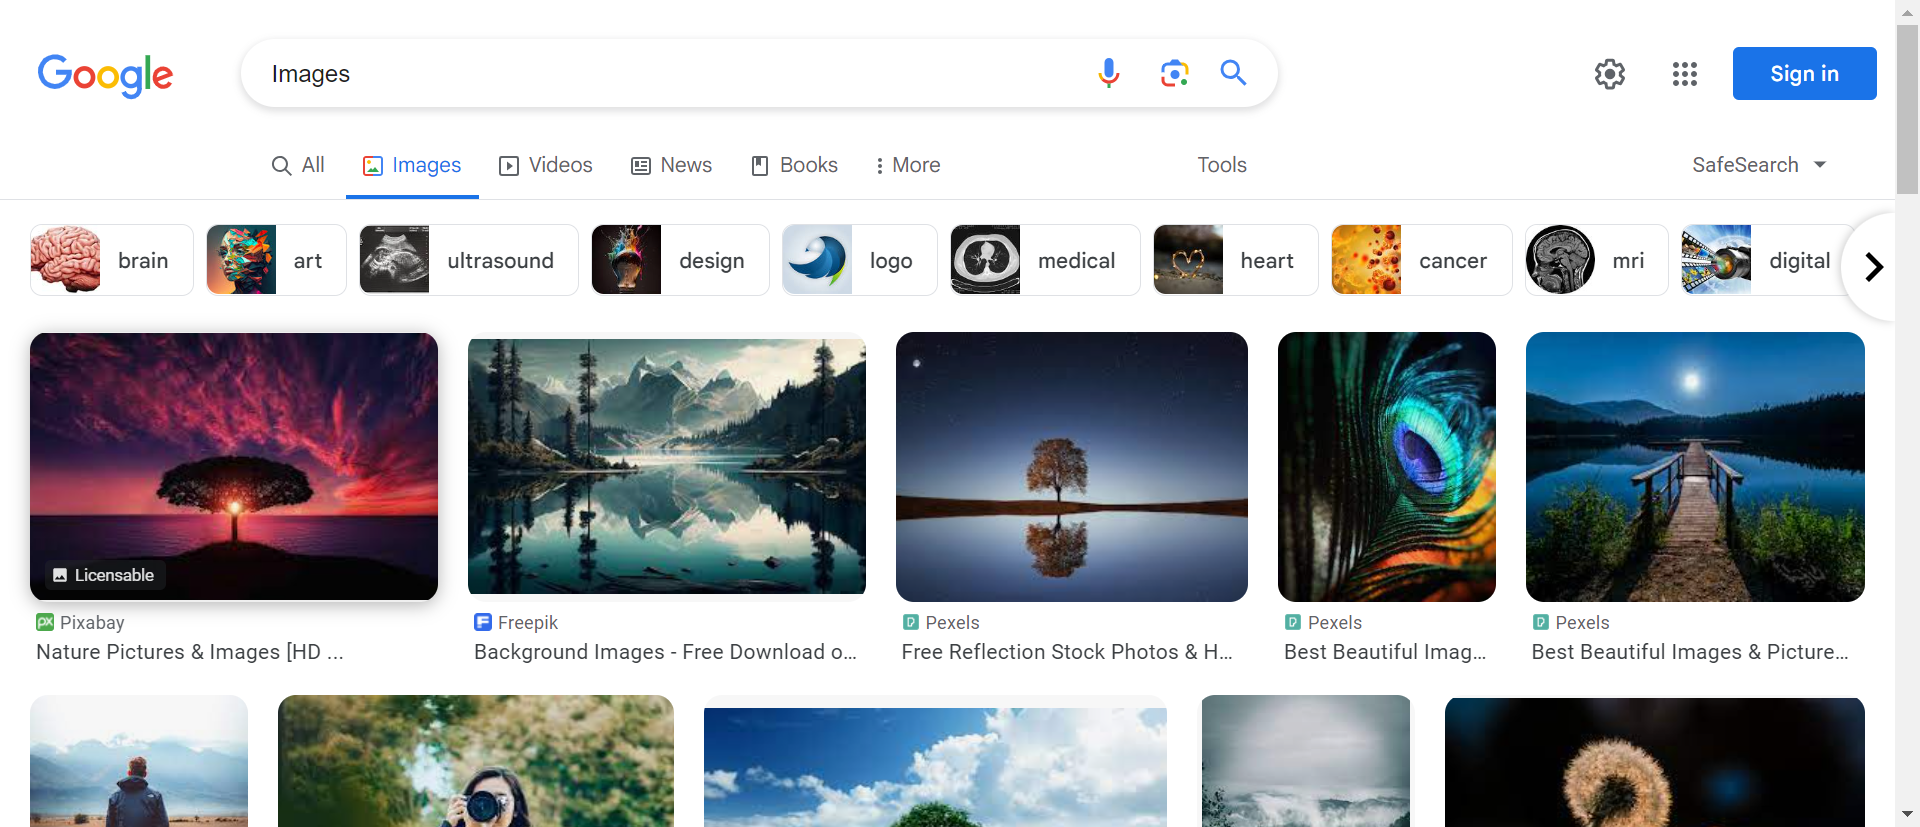 Google
Images
Sign in
All Images Videos News Books More Tools SafeSearch
brain art ultrasound design logo medical heart cancer mri digital
Licensable
Pixabay Freepik Pexels Pexels Pexels
Nature Pictures & Images [HD ... Background Images - Free Download o... Free Reflection Stock Photos & H... Best Beautiful Imag... Best Beautiful Images & Picture...